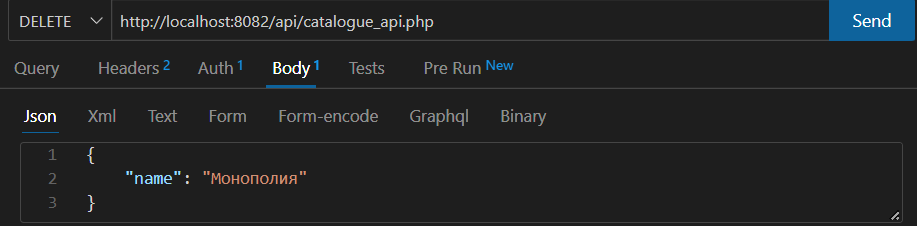 DELETE http://localhost:8082/api/catalogue_api.php Send
Query Headers 2 Auth 1 Body 1 Tests Pre Run New
Json Xml Text Form Form-encode Graphql Binary
1 {
2 "name": "Монополия"
3 }